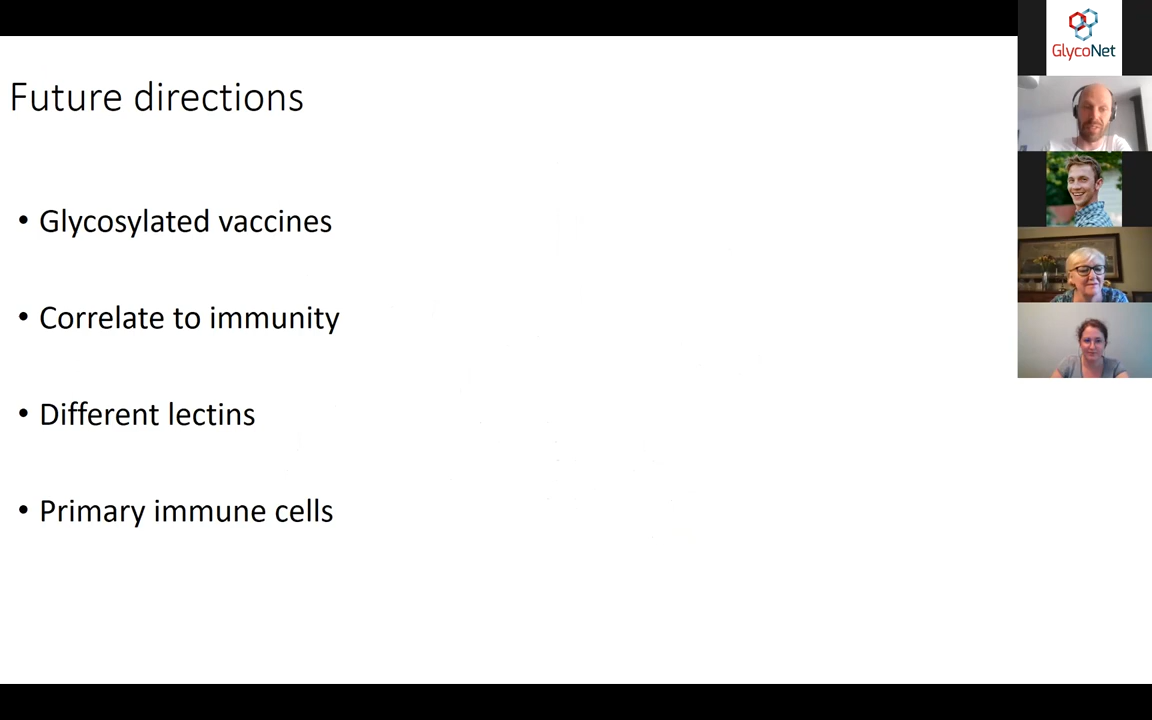 GlycoNet
Future directions
• Glycosylated vaccines
• Correlate to immunity
• Different lectins
• Primary immune cells